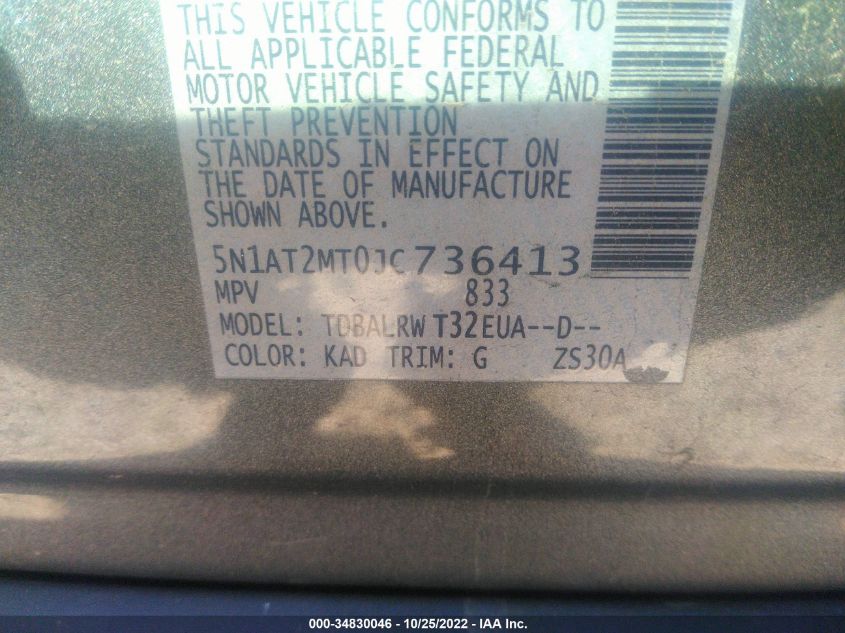 THIS VEHICLE CONFORMS TO
ALL APPLICABLE FEDERAL
MOTOR VEHICLE SAFETY AND
THEFT PREVENTION
STANDARDS IN EFFECT ON
THE DATE OF MANUFACTURE
SHOWN ABOVE.
5N1AT2MT0JC736413
MPV 833
MODEL: TDBALRW T32EUA--D--
COLOR: KAD TRIM: G ZS30A
000-34830046 - 10/25/2022 - IAA Inc.